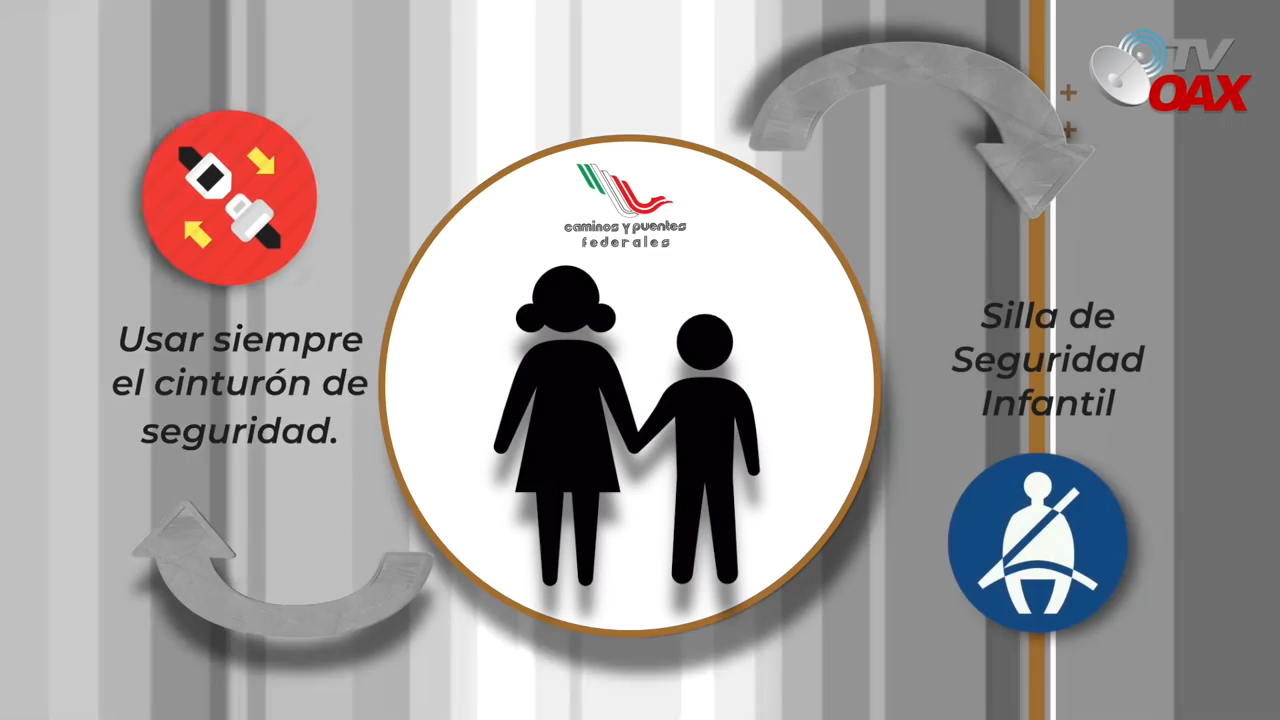 TV
OAX
caminos y puentes
federales
Usar siempre
el cinturón de
seguridad.
Silla de
Seguridad
Infantil